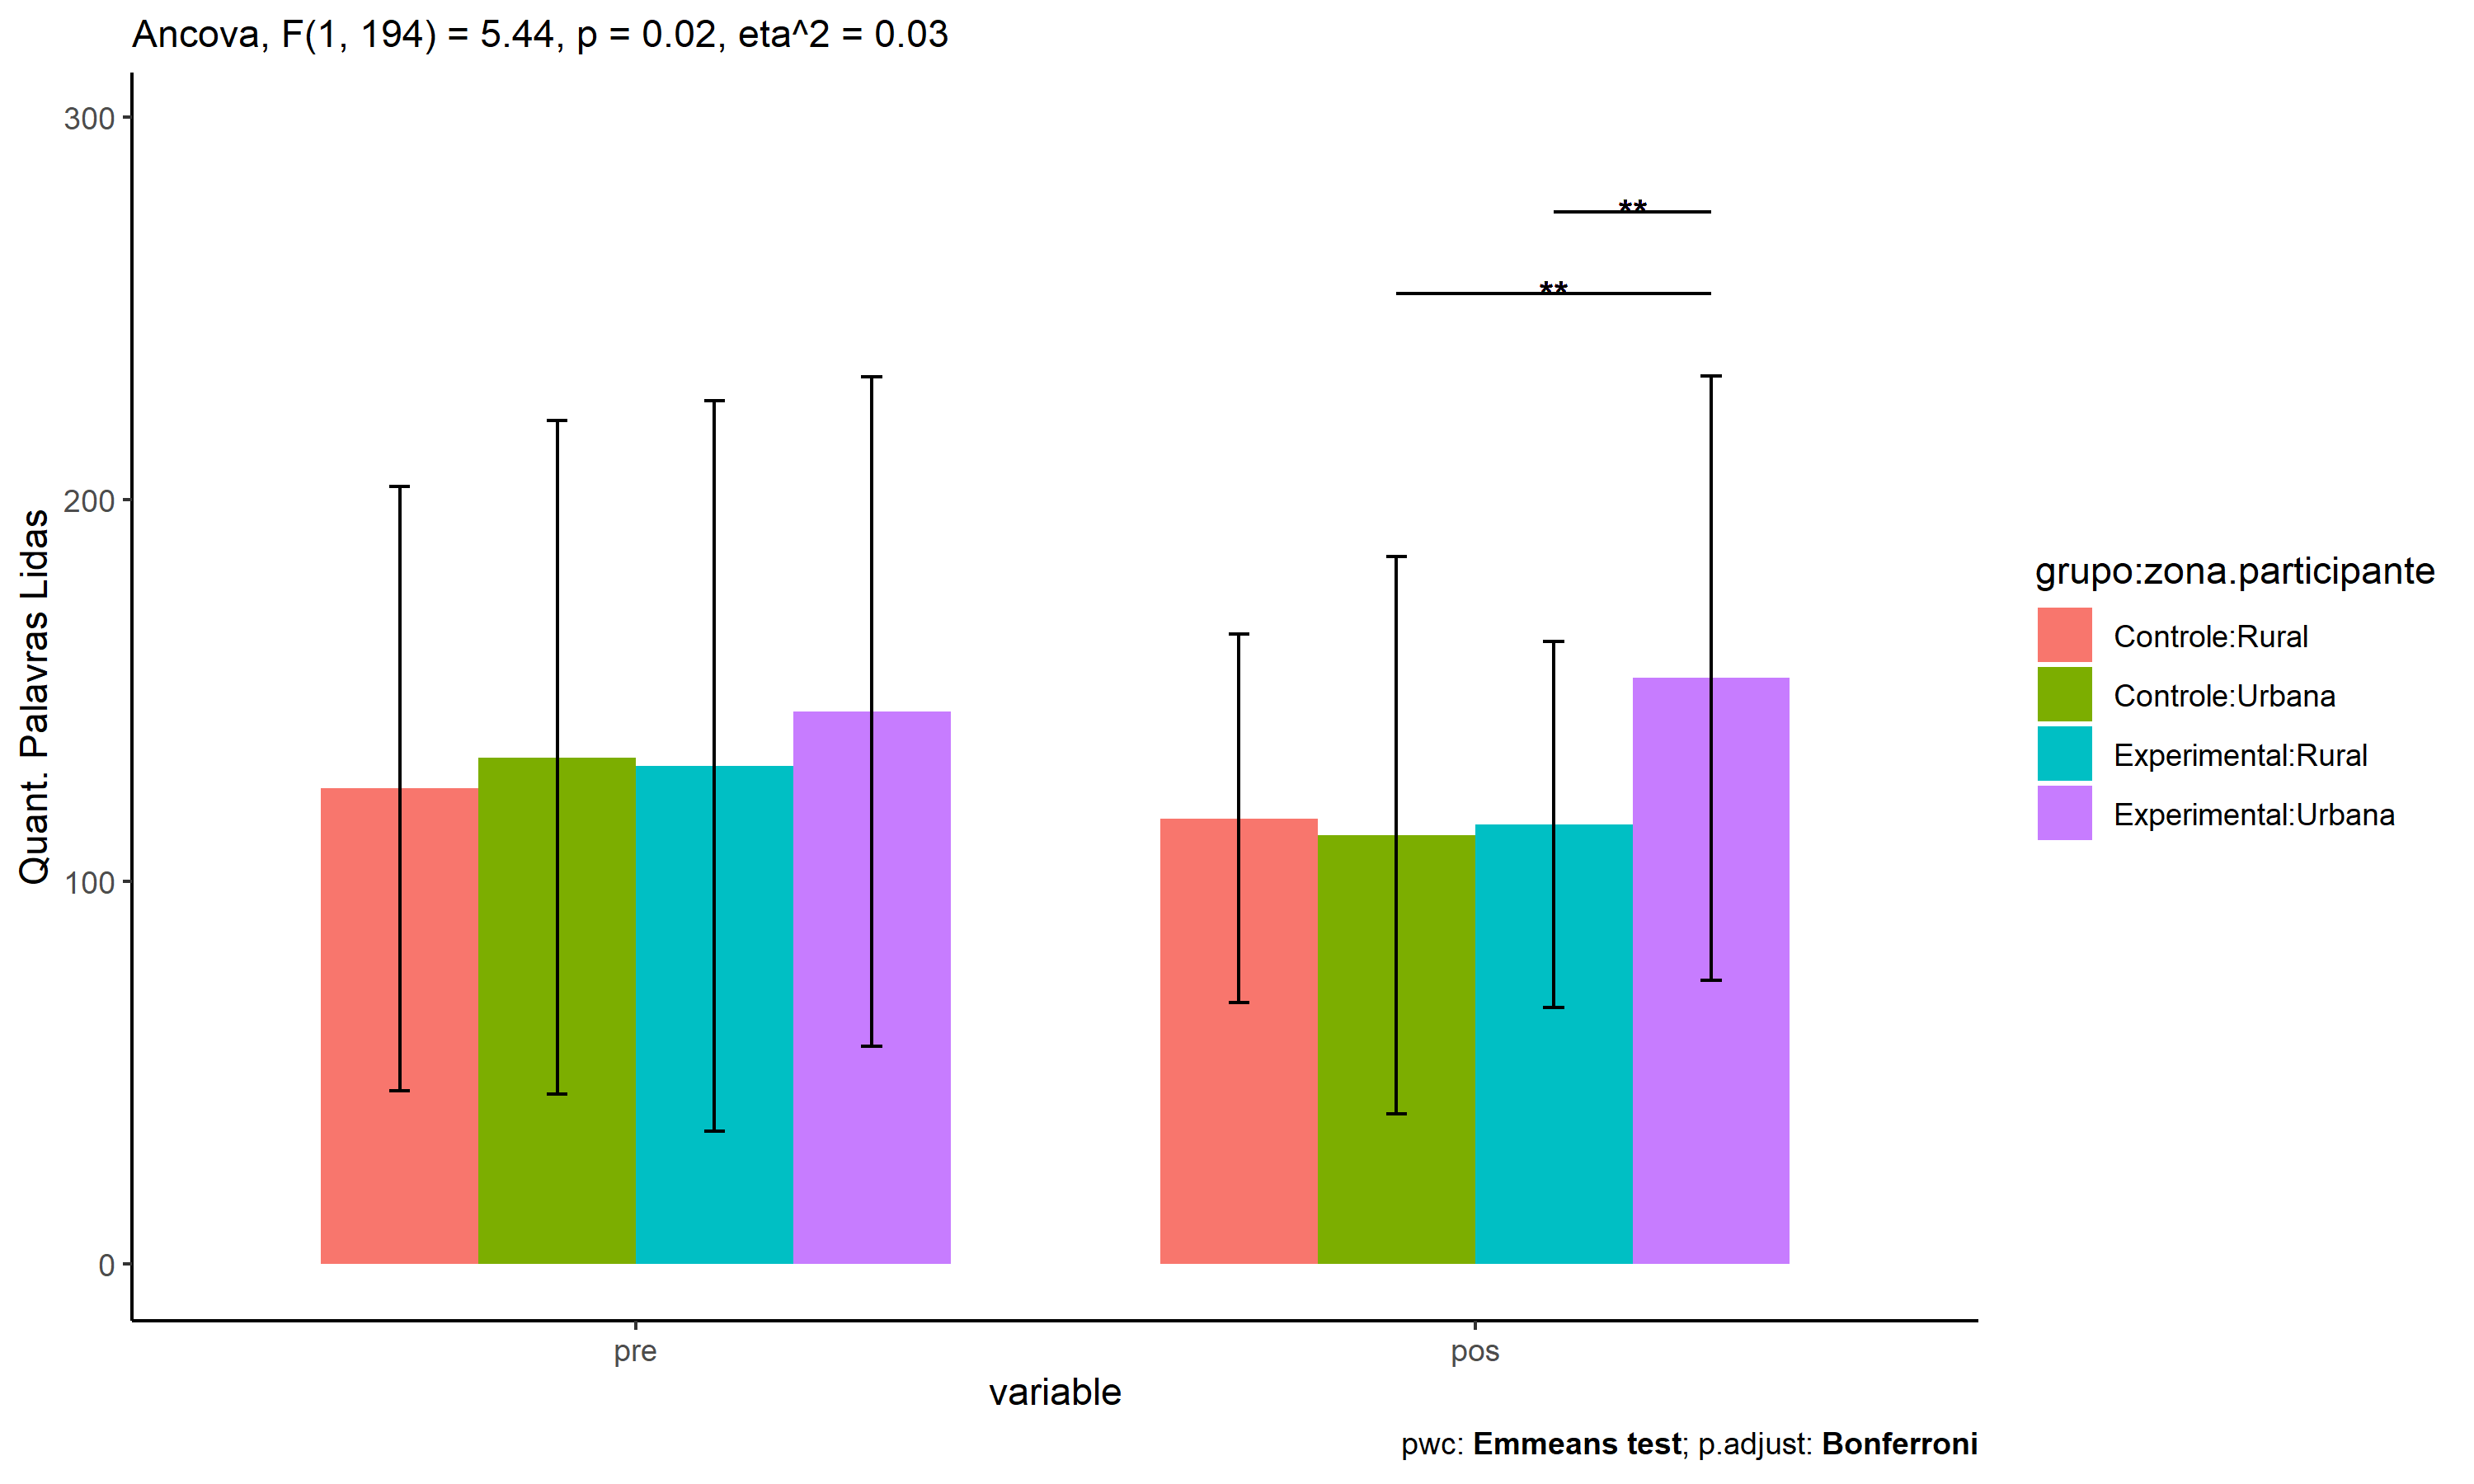 Ancova, F(1, 194) = 5.44, p = 0.02, eta^2 = 0.03
Quant. Palavras Lidas
300
200
100
0
**
**
pre
pos
variable
grupo:zona.participante
Controle:Rural
Controle:Urbana
Experimental:Rural
Experimental:Urbana
pwc: Emmeans test; p.adjust: Bonferroni